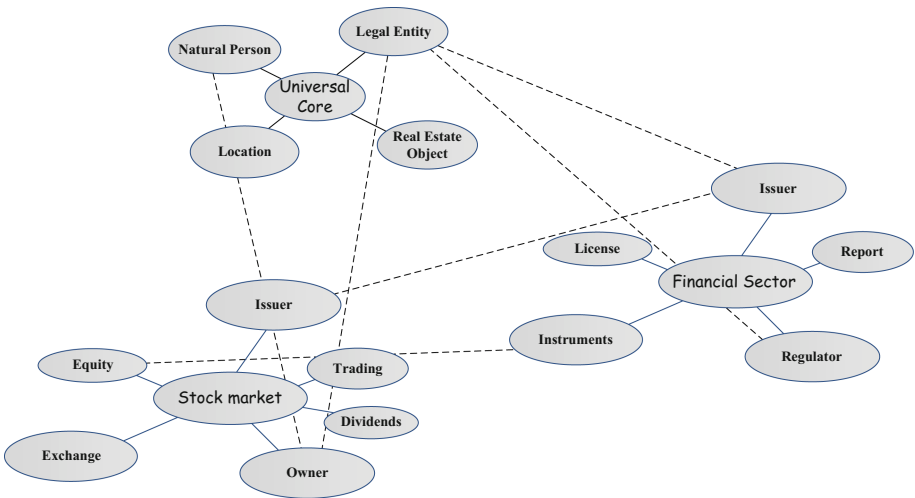 Legal Entity
Natural Person
Universal
Core
Real Estate
Object
Location
Issuer
License
Report
Financial Sector
Issuer
Instruments
Regulator
Equity
Trading
Stock market
Dividends
Exchange
Owner